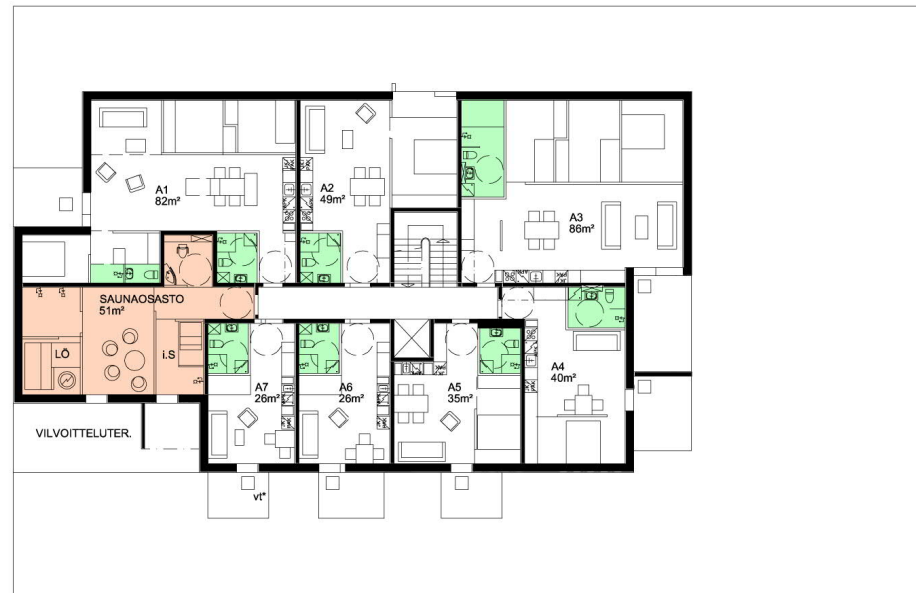 A1
82m²
A2
49m²
A3
86m²
SAUNAOSASTO
51m²
LÖ
i.S
A7
26m²
A6
26m²
A5
35m²
A4
40m²
VILVOITTELUTER.
vt*